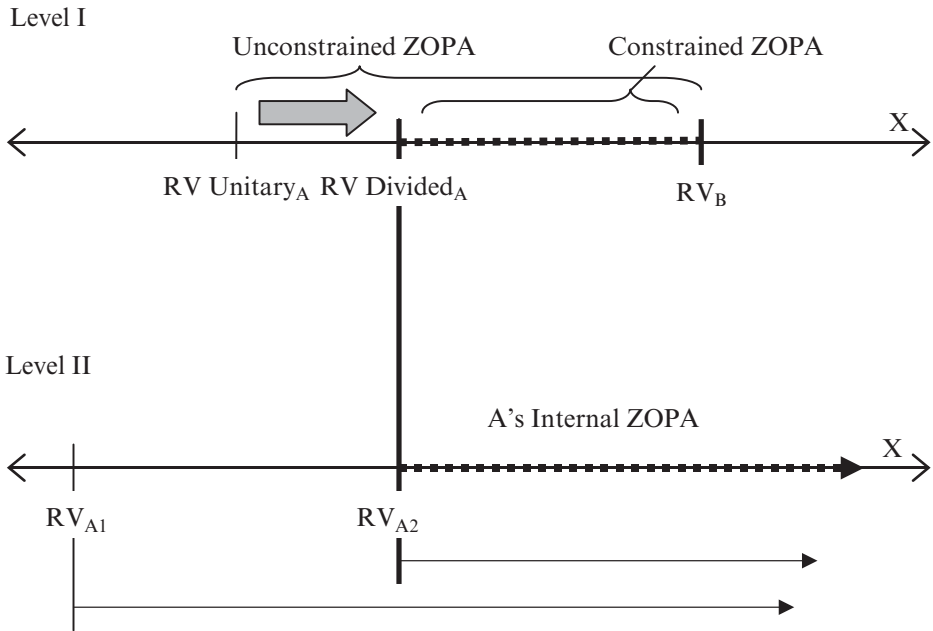 Level I
Unconstrained ZOPA Constrained ZOPA
X
RV Unitary_A RV Divided_A RV_B
Level II
A's Internal ZOPA
X
RV_A1 RV_A2